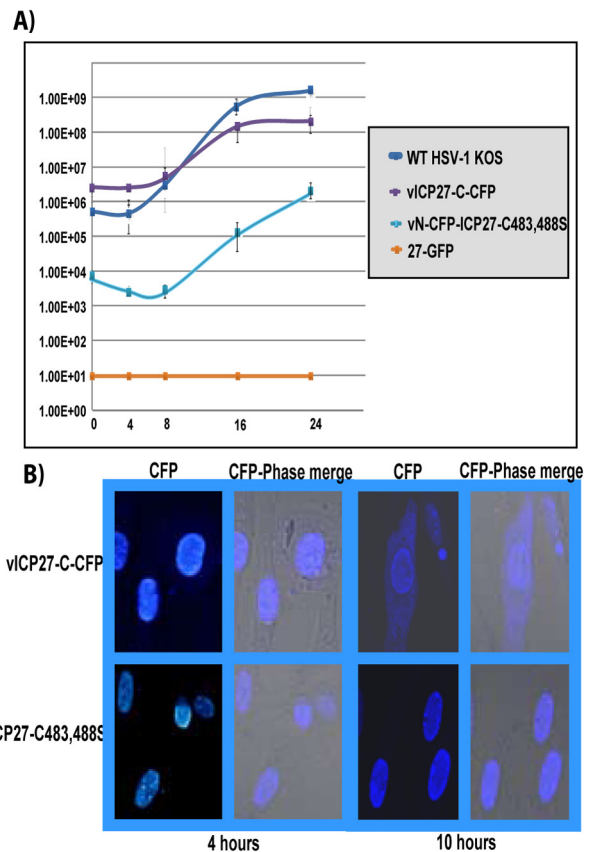 A)
1.00E+09
1.00E+08
1.00E+07
1.00E+06
1.00E+05
1.00E+04
1.00E+03
1.00E+02
1.00E+01
1.00E+00
0 4 8 16 24
WT HSV-1 KOS
vICP27-C-CFP
vN-CFP-ICP27-C483,488S
27-GFP
B)
CFP CFP-Phase merge CFP CFP-Phase merge
vICP27-C-CFP
CP27-C483,488S
4 hours 10 hours